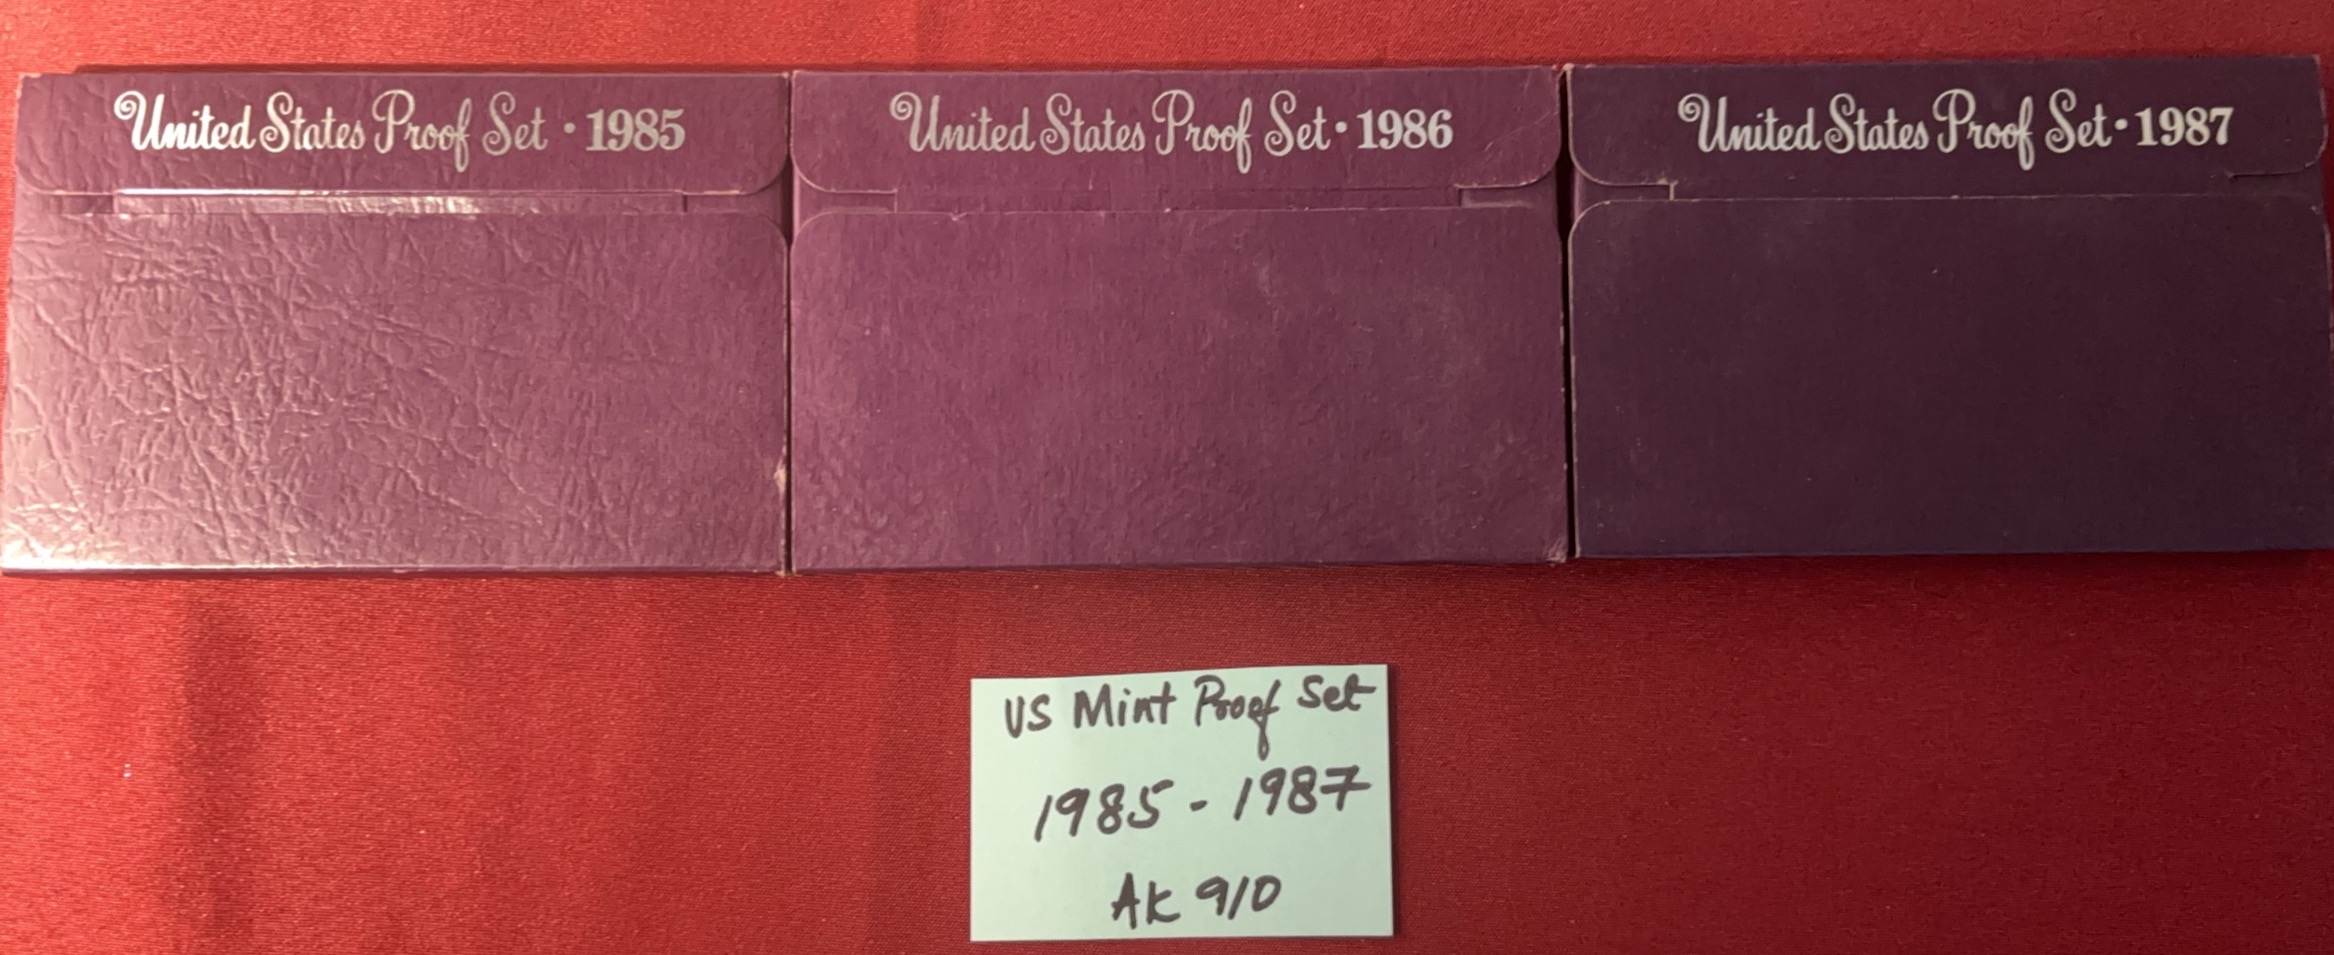 United States Proof Set · 1985
United States Proof Set · 1986
United States Proof Set · 1987
US Mint Proof Set
1985 - 1987
AK 910